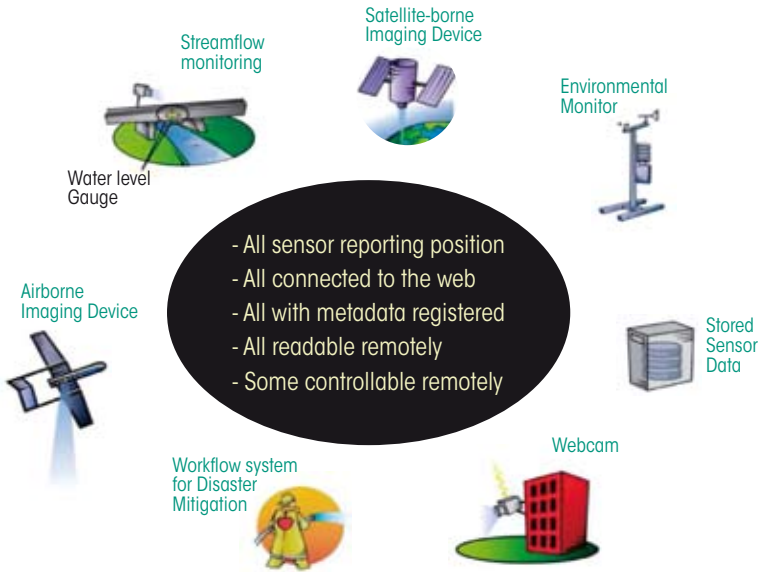 Satellite-borne
Imaging Device
Streamflow
monitoring
Environmental
Monitor
Water level
Gauge
- All sensor reporting position
- All connected to the web
- All with metadata registered
- All readable remotely
- Some controllable remotely
Airborne
Imaging Device
Stored
Sensor
Data
Webcam
Workflow system
for Disaster
Mitigation